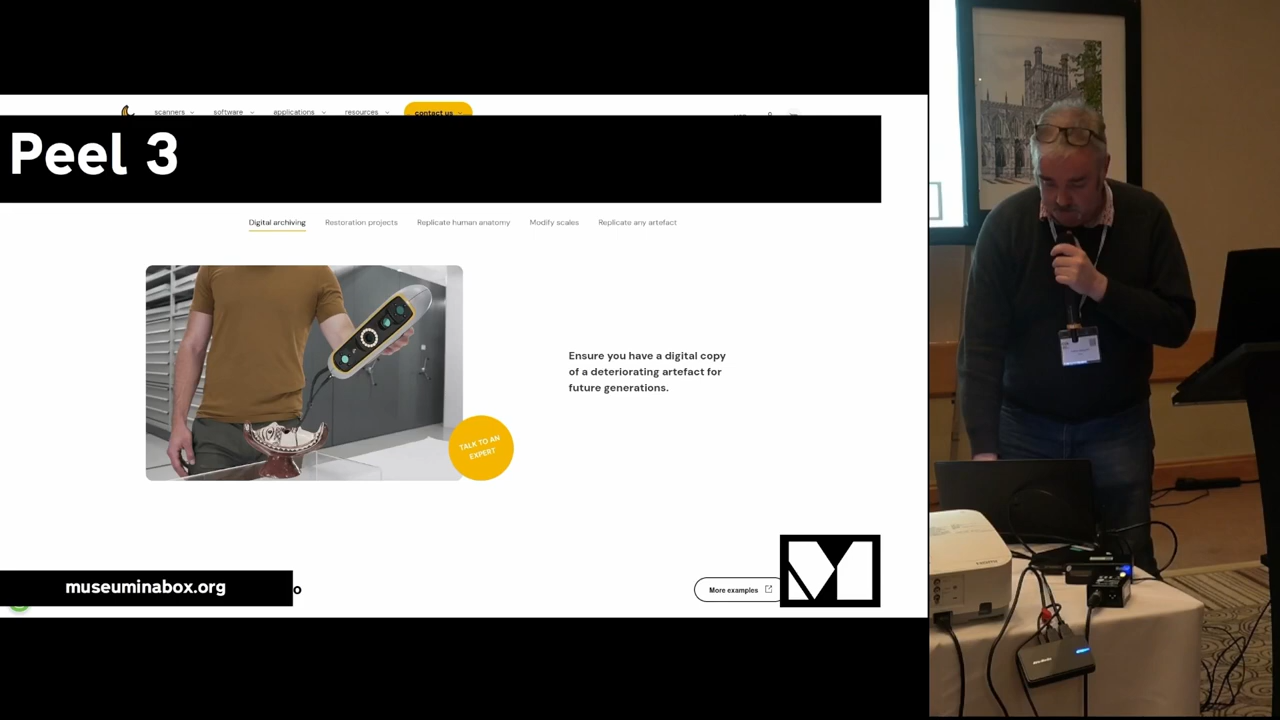 scanners
software
applications
resources
contact us
Peel 3
Digital archiving
Restoration projects
Replicate human anatomy
Modify scales
Replicate any artefact
Ensure you have a digital copy
of a deteriorating artefact for
future generations.
TALK TO AN
EXPERT
museuminabox.org
o
More examples
M